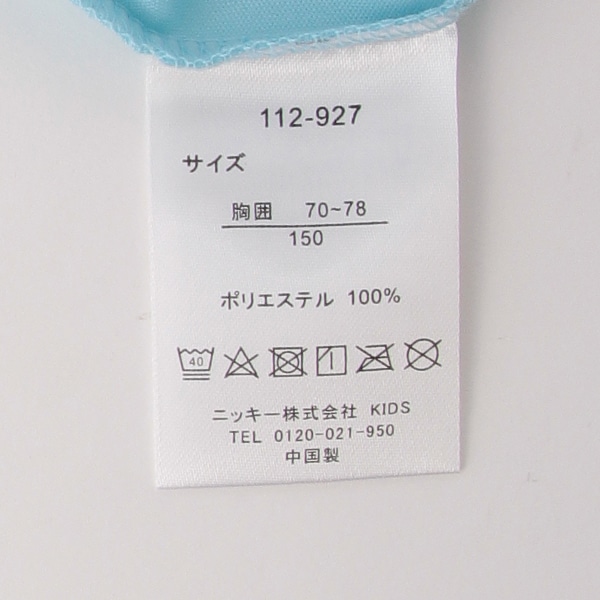 112-927
サイズ
胸囲 70~78
150
ポリエステル 100%
40
ニッキー株式会社 KIDS
TEL 0120-021-950
中国製